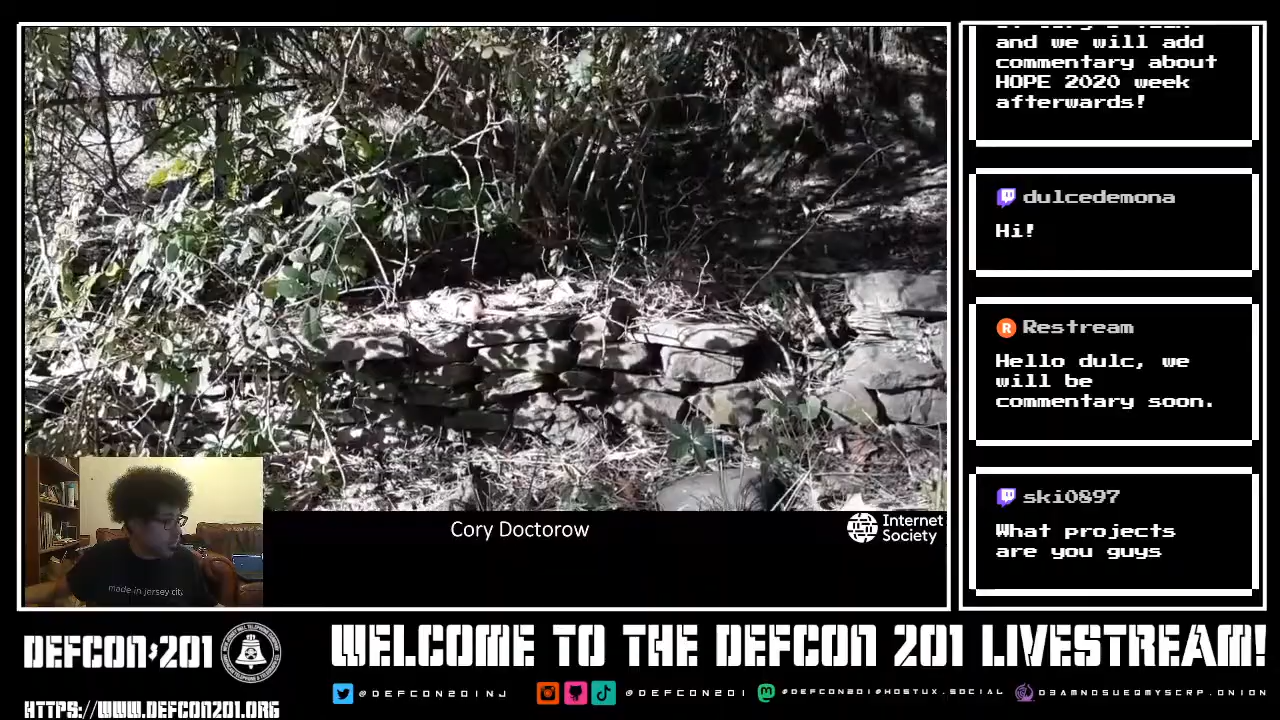 and we will add
commentary about
HOPE 2020 week
afterwards!
dulcedemona
Hi!
Restream
Hello dulc, we
will be
commentary soon.
ski0897
What projects
are you guys
Cory Doctorow
Internet
Society
made in jersey city
DEFCON 201
WELCOME TO THE DEFCON 201 LIVESTREAM!
@DEFCON201NJ
@DEFCON201
@DEFCON201@HOSTUX.SOCIAL
HTTPS://WWW.DEFCON201.ORG